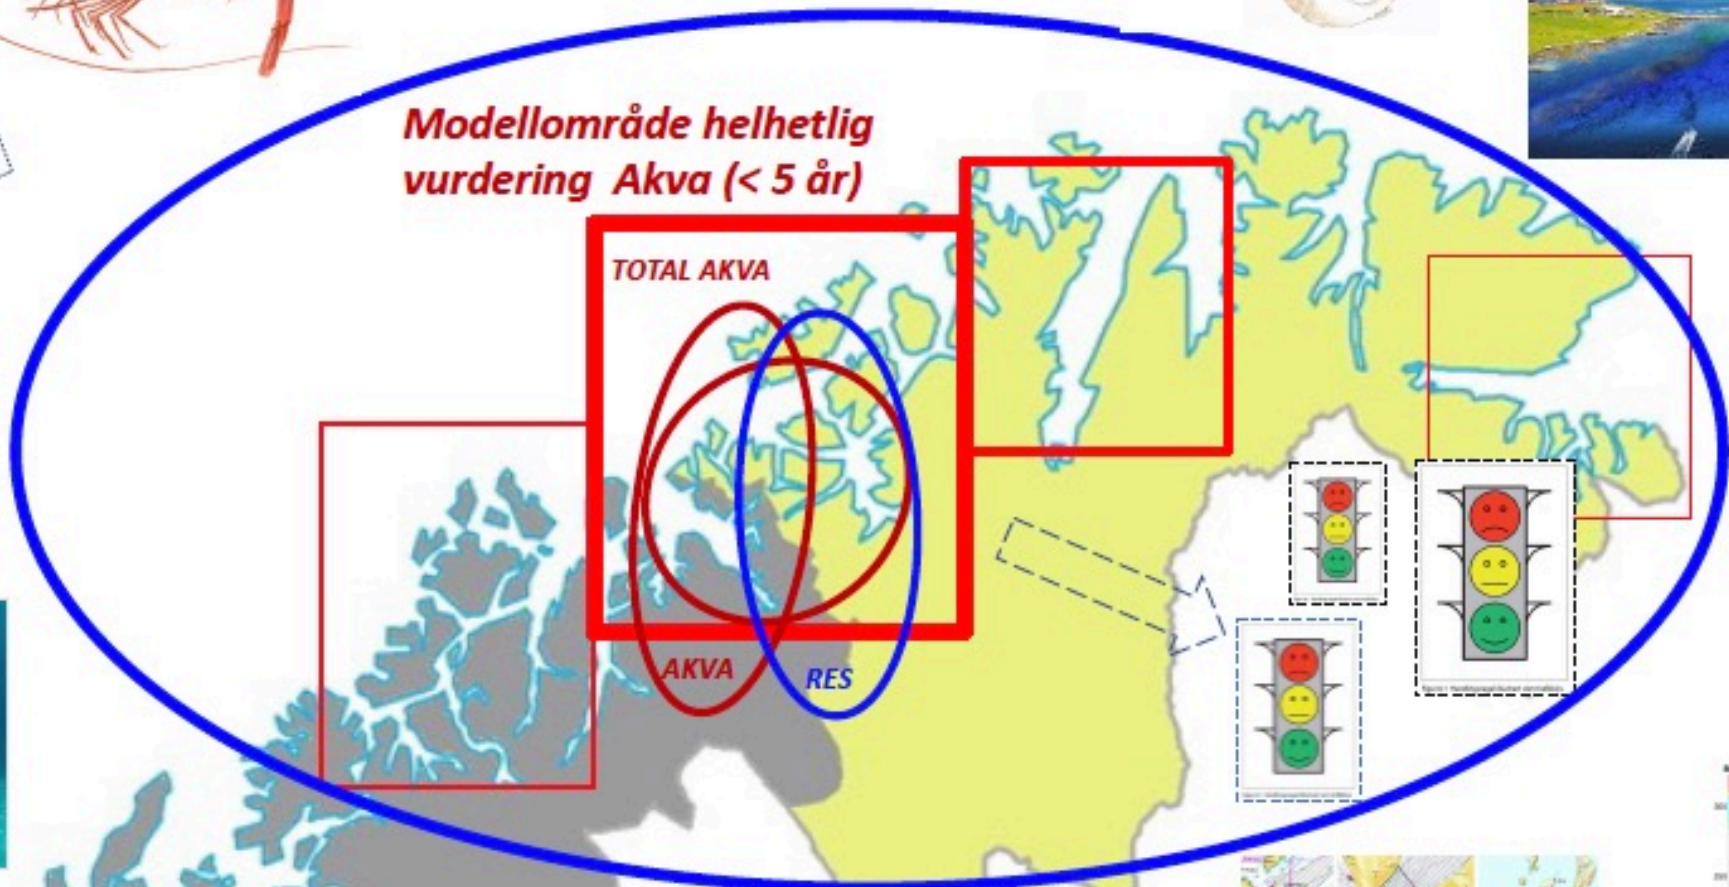 Modellområde helhetlig
vurdering Akva (< 5 år)
TOTAL AKVA
AKVA
RES